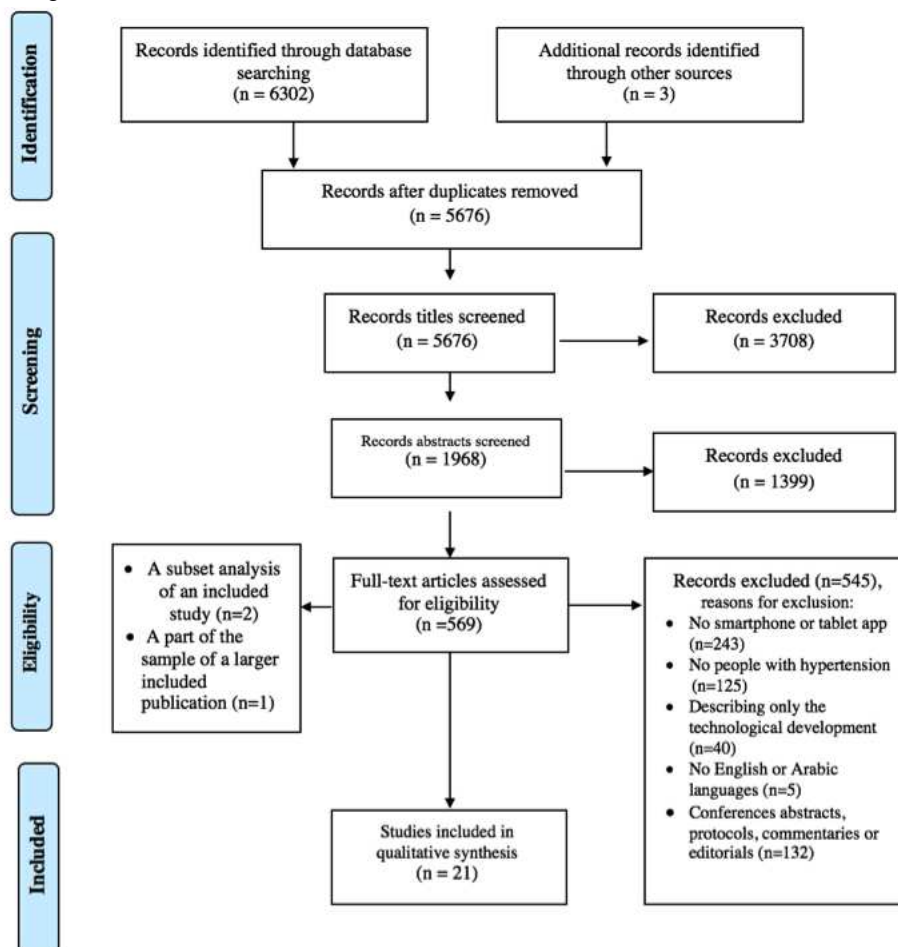 Identification
Records identified through database
searching
(n = 6302)
Additional records identified
through other sources
(n = 3)
Records after duplicates removed
(n = 5676)
Screening
Records titles screened
(n = 5676)
Records excluded
(n = 3708)
Records abstracts screened
(n = 1968)
Records excluded
(n = 1399)
Eligibility
• A subset analysis
of an included
study (n=2)
• A part of the
sample of a larger
included
publication (n=1)
Full-text articles assessed
for eligibility
(n =569)
Records excluded (n=545),
reasons for exclusion:
• No smartphone or tablet app
(n=243)
• No people with hypertension
(n=125)
• Describing only the
technological development
(n=40)
• No English or Arabic
languages (n=5)
• Conferences abstracts,
protocols, commentaries or
editorials (n=132)
Included
Studies included in
qualitative synthesis
(n = 21)